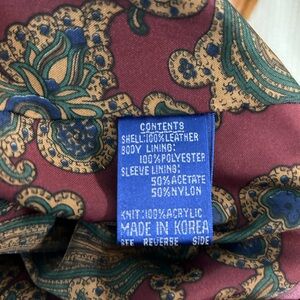 CONTENTS
SHELL:100%LEATHER
BODY LINING:
100%POLYESTER
SLEEVE LINING:
50%ACETATE
50%NYLON
KNIT:100%ACRYLIC
MADE IN KOREA
SEE REVERSE SIDE